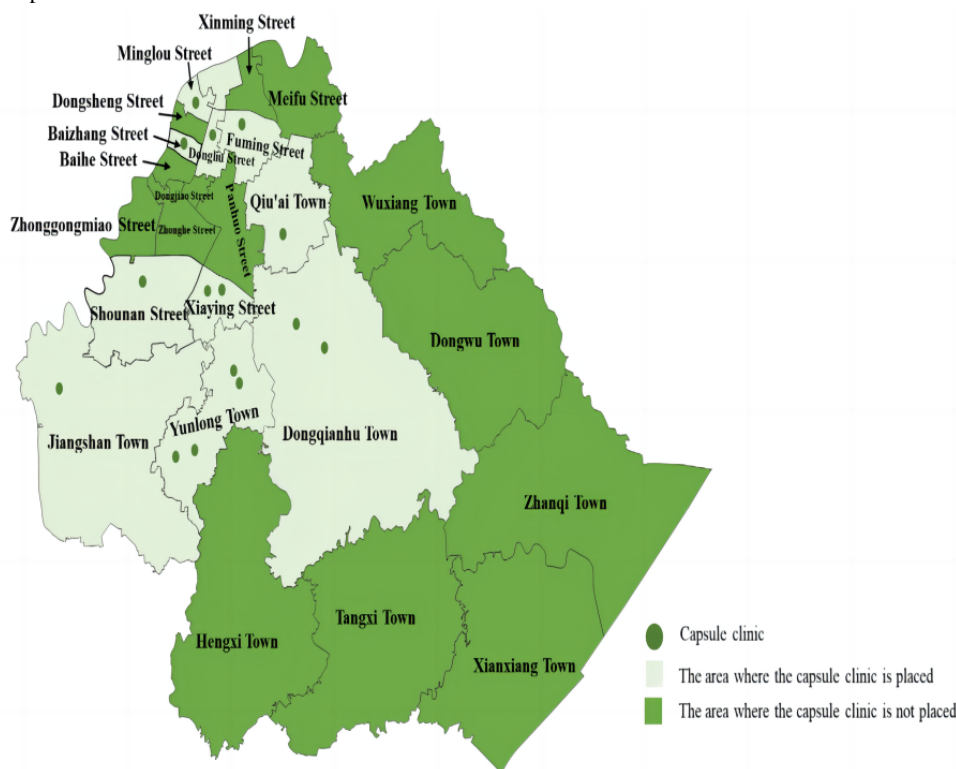 Xinming Street
Minglou Street
Meifu Street
Dongsheng Street
Baizhang Street
Fuming Street
Donghu Street
Baihe Street
Dongjiao Street
Qiu'ai Town
Wuxiang Town
Panhuo Street
Zhonggongmiao Street
Zhonghe Street
Shounan Street
Xiaying Street
Dongwu Town
Yunlong Town
Jiangshan Town
Dongqianhu Town
Zhanqi Town
Tangxi Town
Hengxi Town
Xianxiang Town
Capsule clinic
The area where the capsule clinic is placed
The area where the capsule clinic is not placed